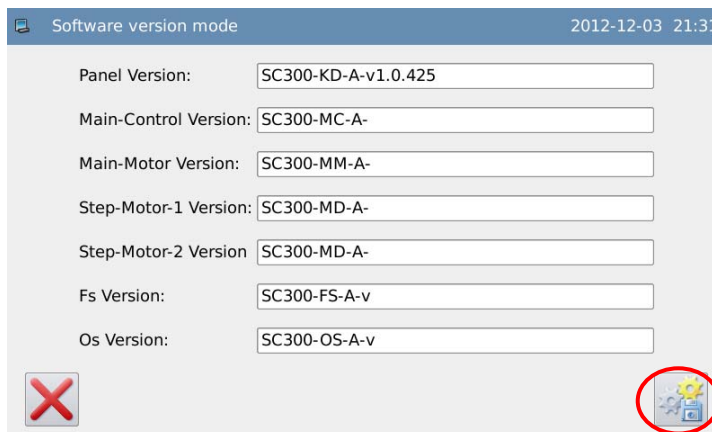 Software version mode 2012-12-03 21:31
Panel Version: SC300-KD-A-v1.0.425
Main-Control Version: SC300-MC-A-
Main-Motor Version: SC300-MM-A-
Step-Motor-1 Version: SC300-MD-A-
Step-Motor-2 Version SC300-MD-A-
Fs Version: SC300-FS-A-v
Os Version: SC300-OS-A-v